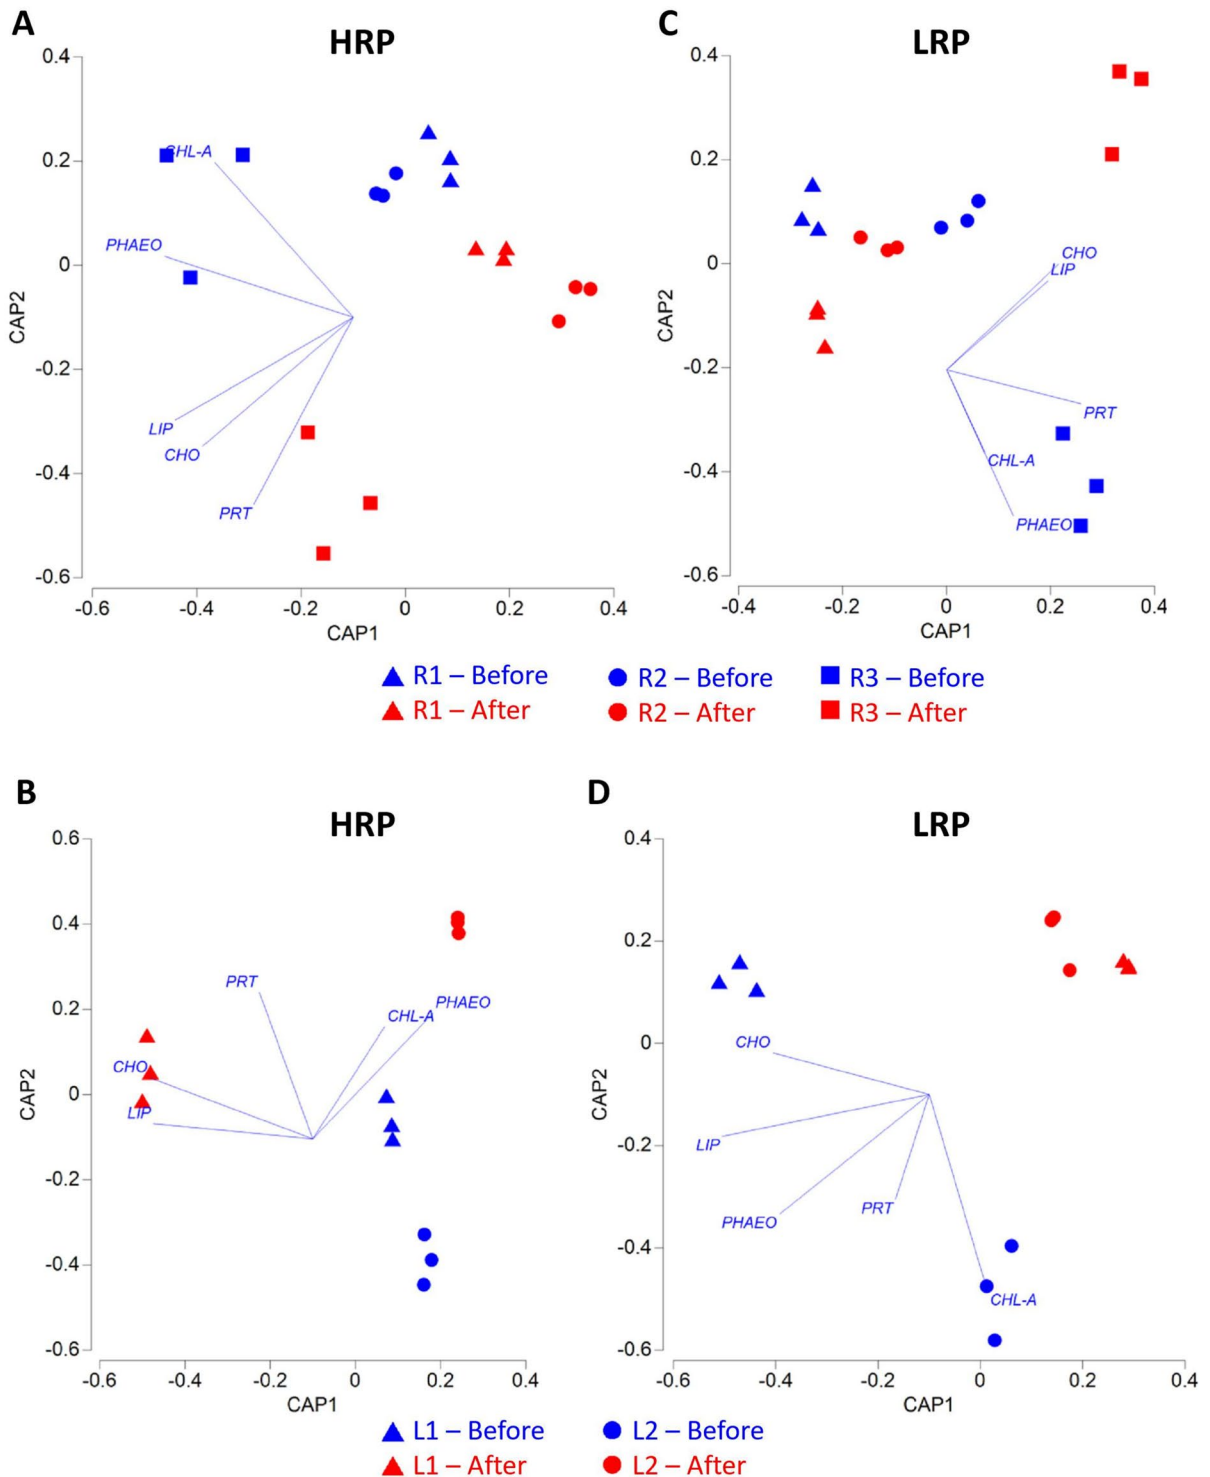 A
HRP
0.4
0.2
0
-0.2
-0.4
-0.6
CAP2
-0.6
-0.4
-0.2
0
0.2
0.4
CAP1
CHL-A
PHAEO
LIP
CHO
PRT
C
LRP
0.4
0.2
0
-0.2
-0.4
-0.6
CAP2
-0.4
-0.2
0
0.2
0.4
CAP1
CHO
LIP
PRT
CHL-A
PHAEO
R1 – Before
R2 – Before
R3 – Before
R1 – After
R2 – After
R3 – After
B
HRP
0.6
0.4
0.2
0
-0.2
-0.4
-0.6
CAP2
-0.6
-0.4
-0.2
0
0.2
0.4
CAP1
PRT
PHAEO
CHL-A
CHO
LIP
D
LRP
0.4
0.2
0
-0.2
-0.4
-0.6
CAP2
-0.6
-0.4
-0.2
0
0.2
0.4
CAP1
CHO
LIP
PRT
PHAEO
CHL-A
L1 – Before
L2 – Before
L1 – After
L2 – After